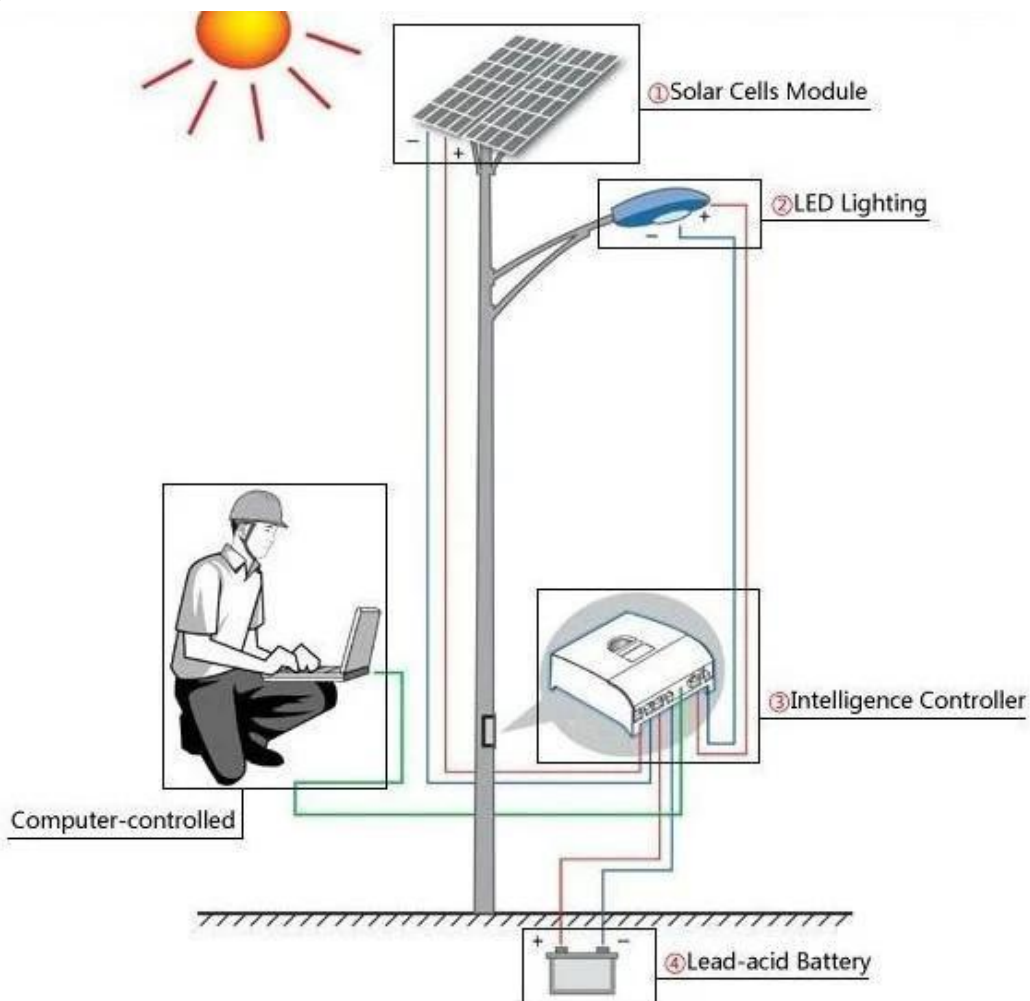 ①Solar Cells Module
- +
②LED Lighting
+
-
③Intelligence Controller
Computer-controlled
+ -
④Lead-acid Battery